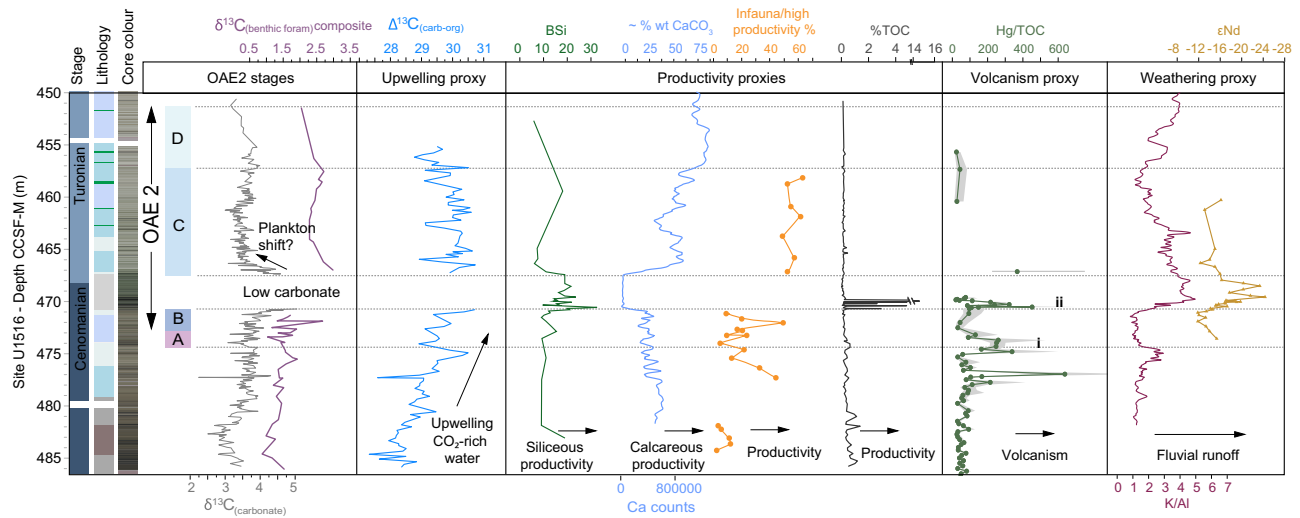 δ13C(benthic foram) composite
0.5 1.5 2.5 3.5
Δ13C(carb-org)
28 29 30 31
BSi
0 10 20 30
~ % wt CaCO3
0 25 50 75
Infauna/high
productivity %
0 20 40 60 80
%TOC
0 1 2 14 16
Hg/TOC
0 200 400 600
εNd
-8 -12 -16 -20 -24 -28
Stage
Lithology
Core colour
OAE2 stages
Upwelling proxy
Productivity proxies
Volcanism proxy
Weathering proxy
Site U1516 - Depth CCSF-M (m)
450
455
460
465
470
475
480
485
Turonian
Cenomanian
OAE 2
D
C
B
A
Plankton
shift?
Low carbonate
Upwelling
CO2-rich
water
Siliceous
productivity
Calcareous
productivity
Productivity
Productivity
ii
i
Volcanism
Fluvial runoff
2 3 4 5
δ13C(carbonate)
0 800000
Ca counts
0 1 2 3 4 5 6 7
K/Al